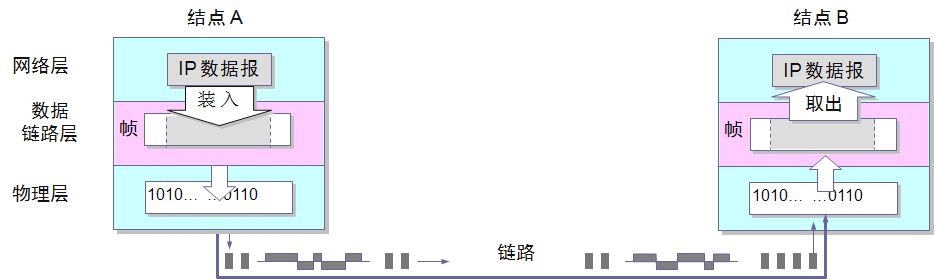 结点 A
结点 B
网络层
IP 数据报
IP 数据报
装 入
取出
数据
链路层
帧
帧
物理层
1010… …0110
1010… …0110
链路